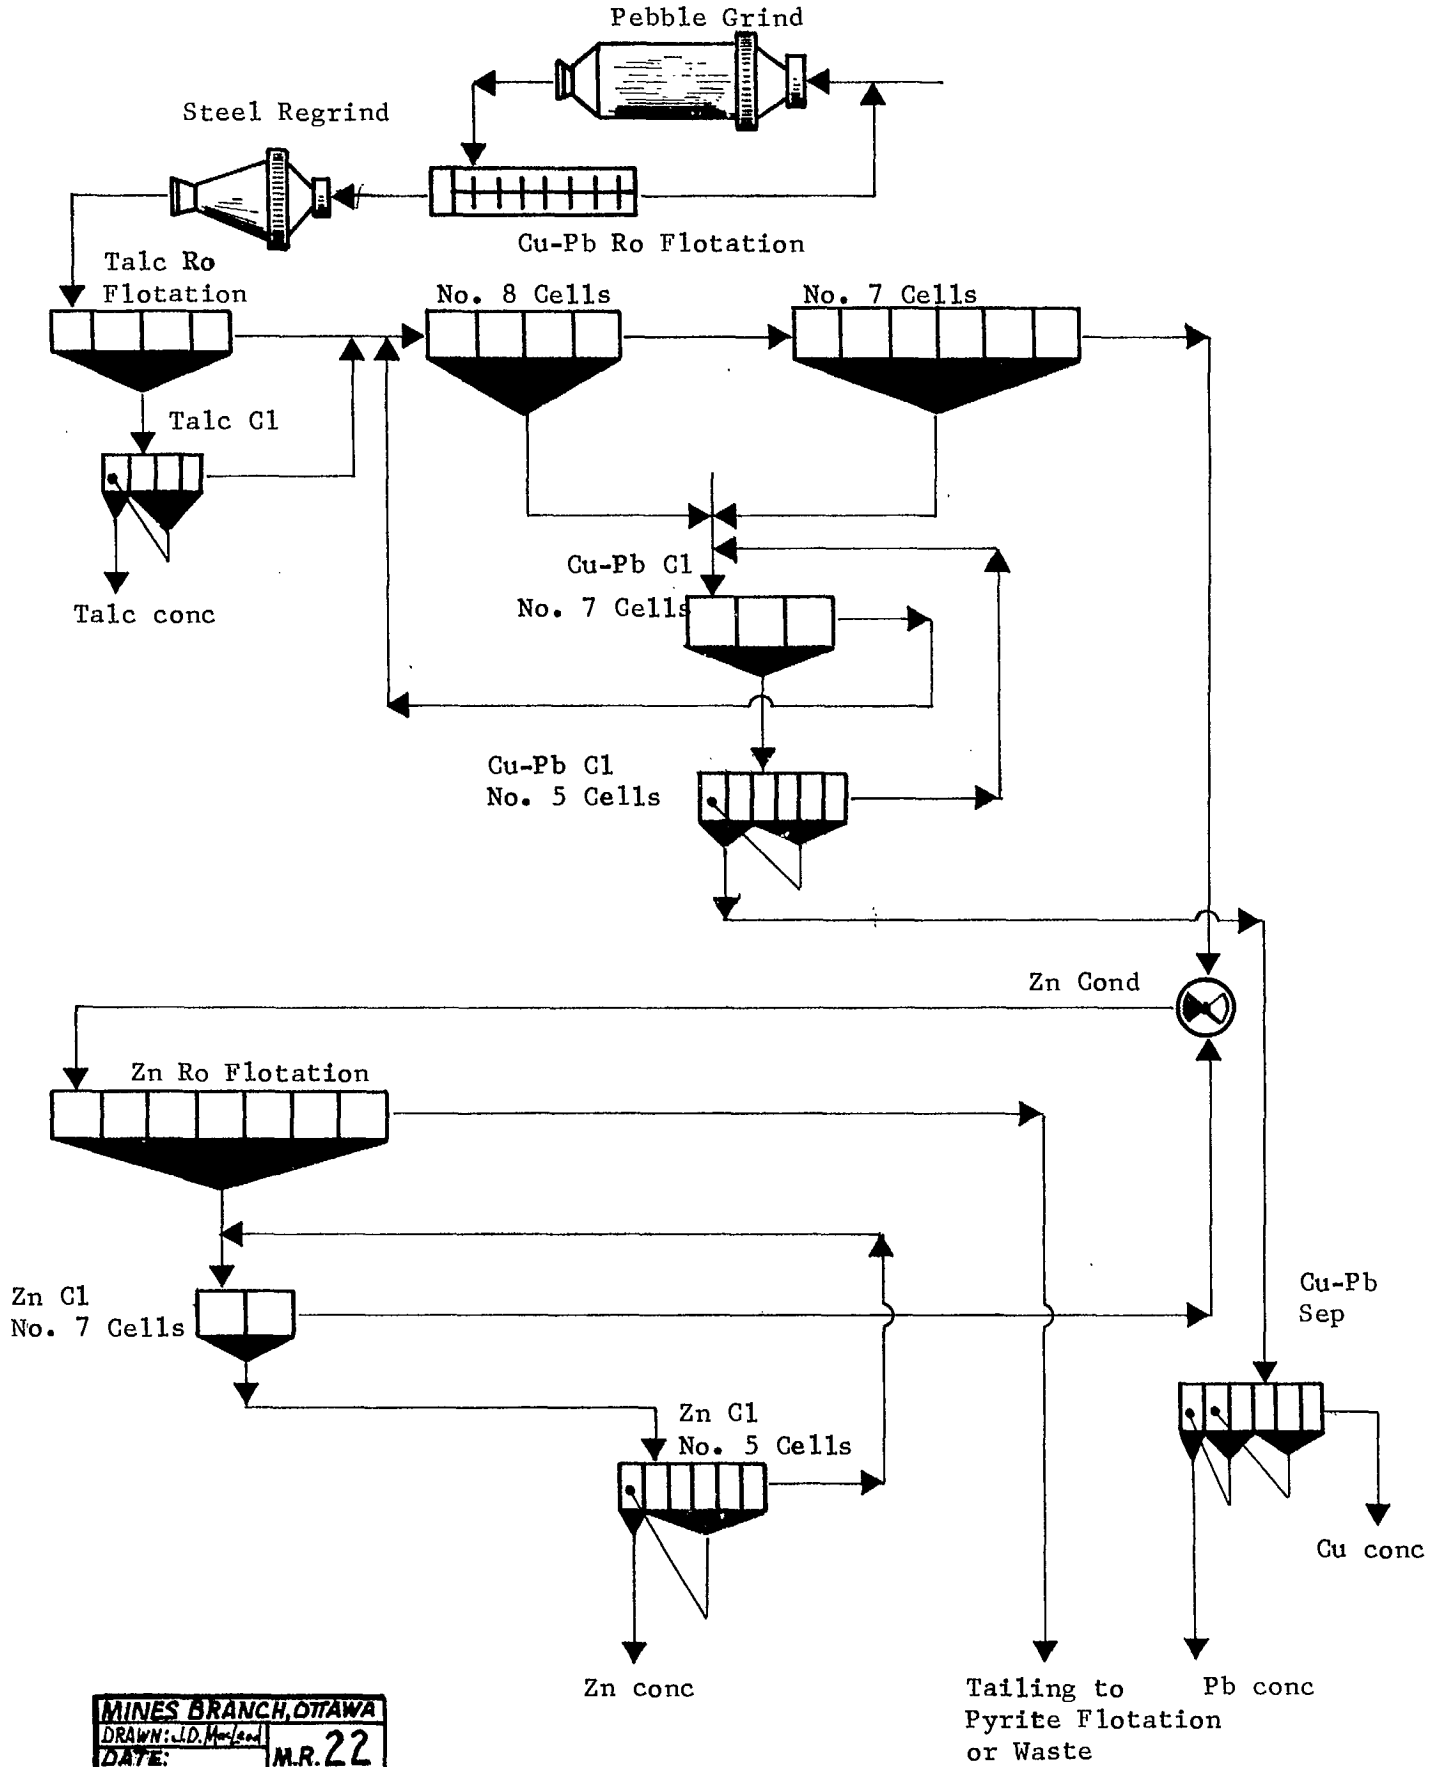 Pebble Grind
Steel Regrind
Cu-Pb Ro Flotation
Talc Ro
Flotation
No. 8 Cells
No. 7 Cells
Talc Cl
Talc conc
Cu-Pb Cl
No. 7 Cells
Cu-Pb Cl
No. 5 Cells
Zn Cond
Zn Ro Flotation
Zn Cl
No. 7 Cells
Cu-Pb
Sep
Zn Cl
No. 5 Cells
Cu conc
Zn conc
Tailing to
Pyrite Flotation
or Waste
Pb conc
MINES BRANCH, OTTAWA
DRAWN: J.D. MacLeod
DATE:
M.R. 22